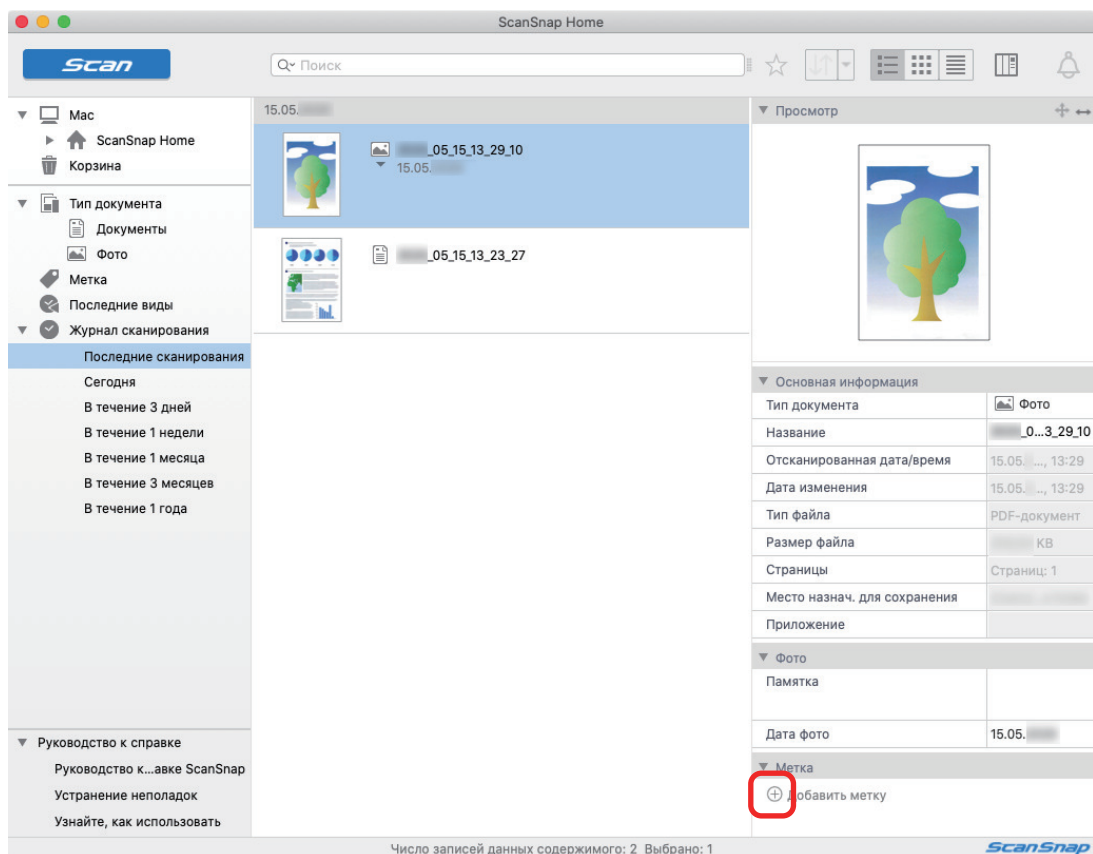 ScanSnap Home
Scan
Поиск
Mac
ScanSnap Home
Корзина
Тип документа
Документы
Фото
Метка
Последние виды
Журнал сканирования
Последние сканирования
Сегодня
В течение 3 дней
В течение 1 недели
В течение 1 месяца
В течение 3 месяцев
В течение 1 года
Руководство к справке
Руководство к...авке ScanSnap
Устранение неполадок
Узнайте, как использовать
15.05.
_05_15_13_29_10
15.05.
_05_15_13_23_27
Просмотр
Основная информация
Тип документа Фото
Название _0...3_29_10
Отсканированная дата/время 15.05. ..., 13:29
Дата изменения 15.05. ..., 13:29
Тип файла PDF-документ
Размер файла KB
Страницы Страниц: 1
Место назнач. для сохранения
Приложение
Фото
Памятка
Дата фото 15.05.
Метка
Добавить метку
Число записей данных содержимого: 2 Выбрано: 1
ScanSnap